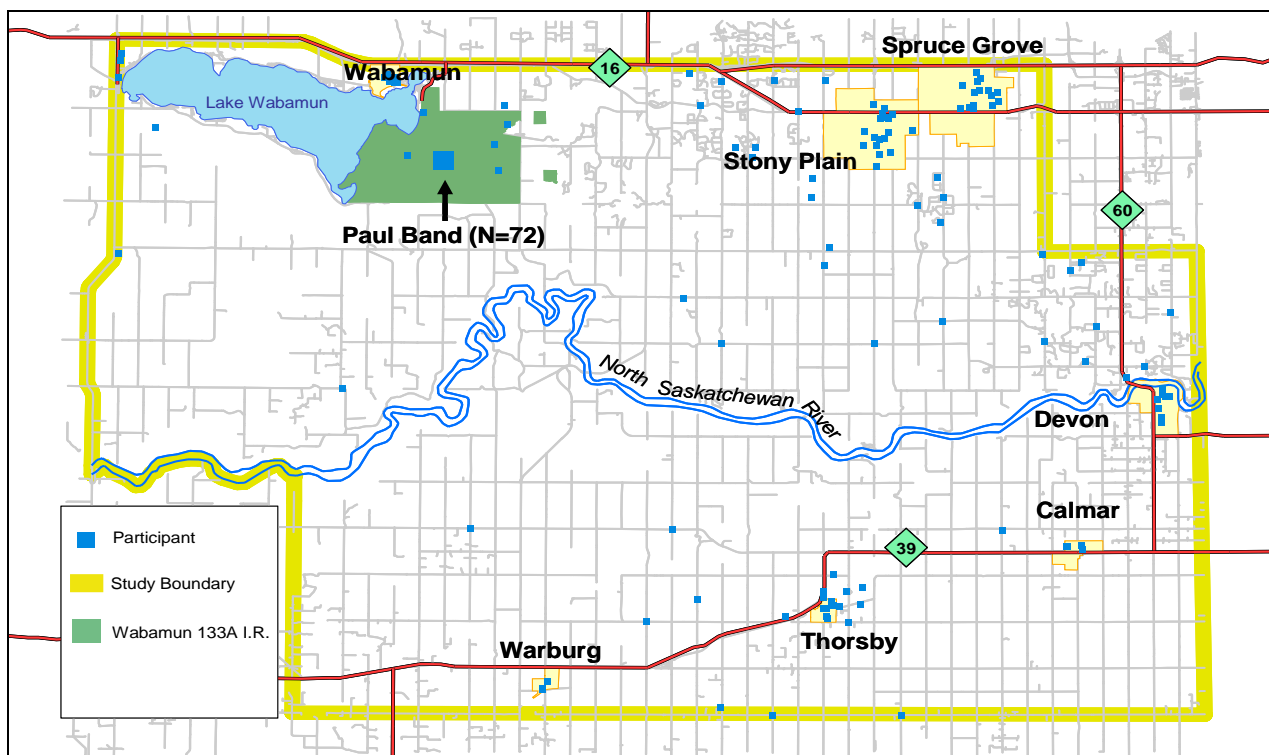 Spruce Grove
Wabamun
16
Lake Wabamun
Stony Plain
60
Paul Band (N=72)
North Saskatchewan River
Devon
Participant
Study Boundary
Wabamun 133A I.R.
Calmar
39
Thorsby
Warburg